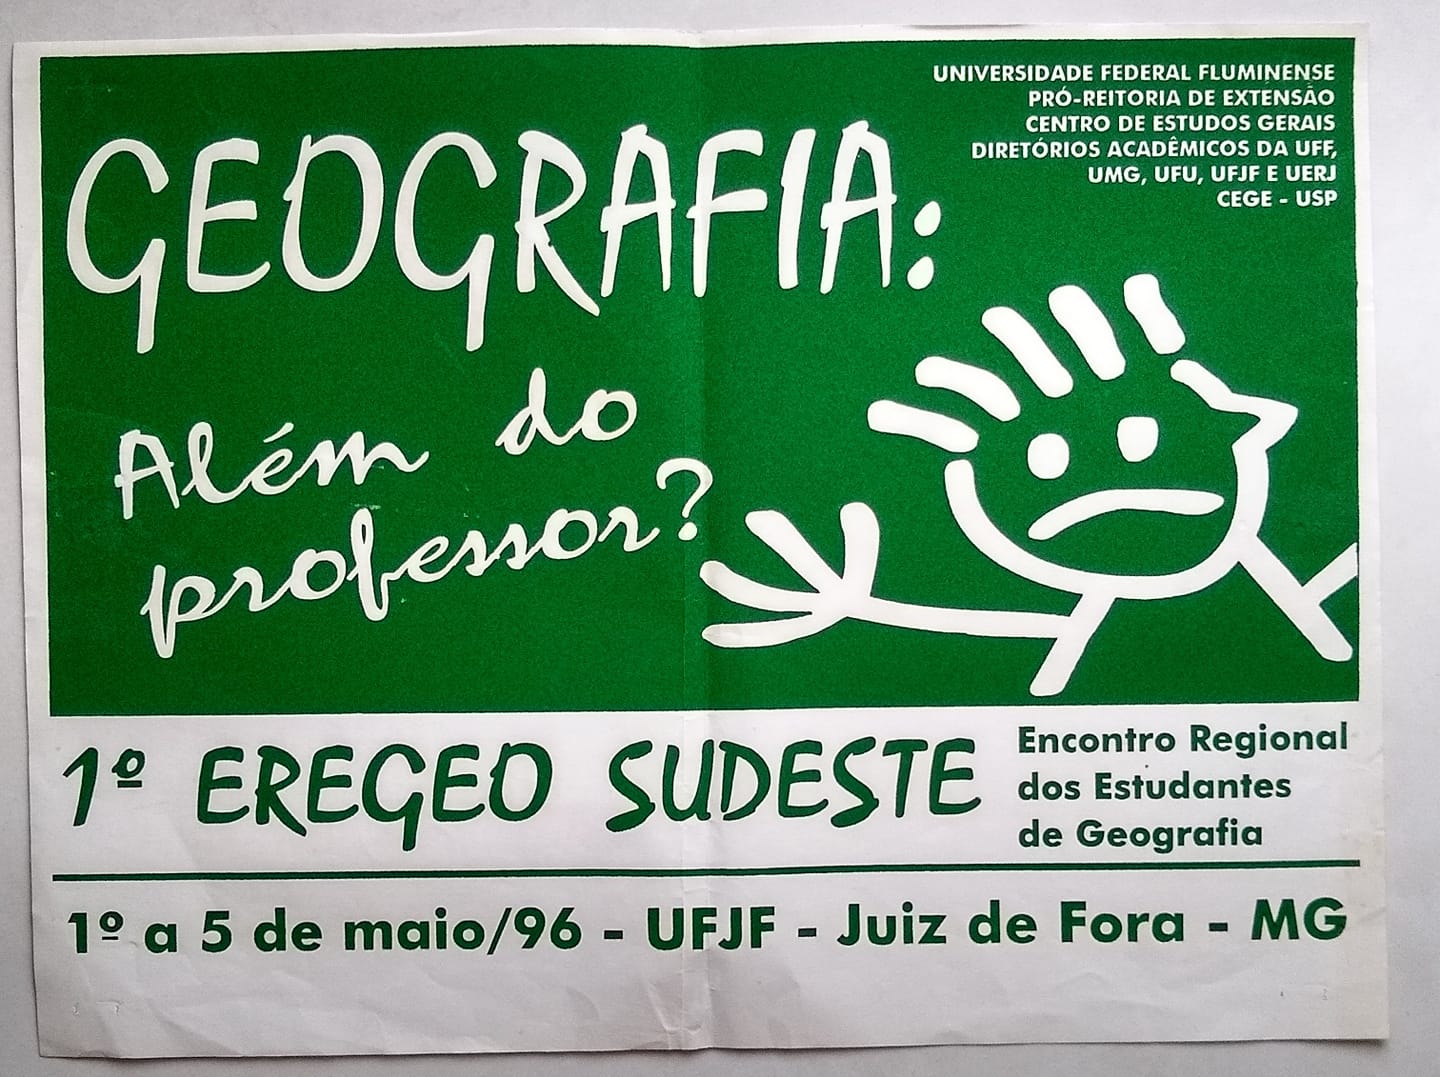 UNIVERSIDADE FEDERAL FLUMINENSE
PRÓ-REITORIA DE EXTENSÃO
CENTRO DE ESTUDOS GERAIS
DIRETÓRIOS ACADÊMICOS DA UFF,
UMG, UFU, UFJF E UERJ
CEGE - USP
GEOGRAFIA:
Além do
professor?
1º EREGEO SUDESTE
Encontro Regional
dos Estudantes
de Geografia
1º a 5 de maio/96 - UFJF - Juiz de Fora - MG